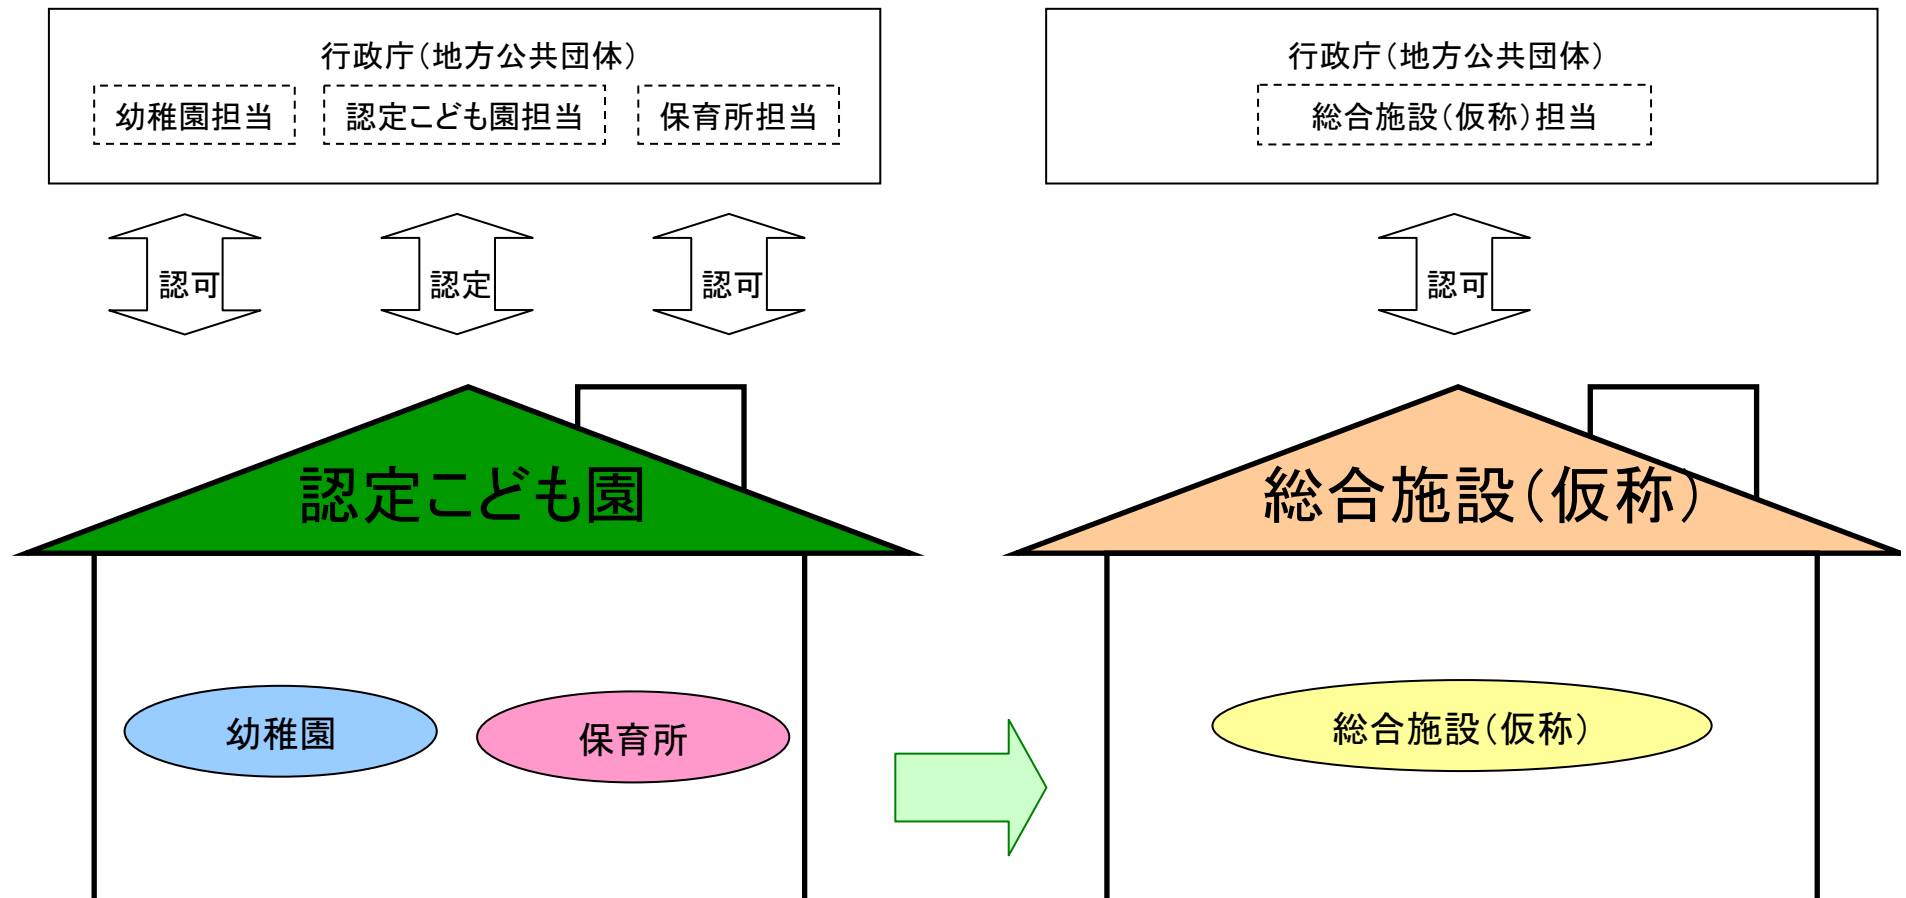 行政庁(地方公共団体)
幼稚園担当
認定こども園担当
保育所担当
認可
認定
認可
認定こども園
幼稚園
保育所
行政庁(地方公共団体)
総合施設(仮称)担当
認可
総合施設(仮称)
総合施設(仮称)